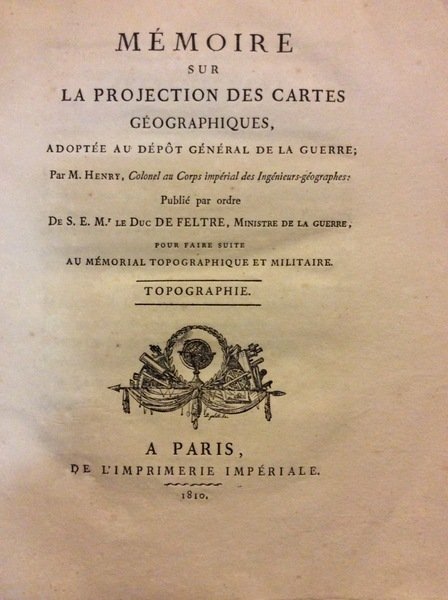 MÉMOIRE
SUR
LA PROJECTION DES CARTES
GÉOGRAPHIQUES,
ADOPTÉE AU DÉPÔT GÉNÉRAL DE LA GUERRE;
Par M. HENRY, Colonel au Corps impérial des Ingénieurs-géographes:
Publié par ordre
DE S. E. M.r LE DUC DE FELTRE, MINISTRE DE LA GUERRE,
POUR FAIRE SUITE
AU MÉMORIAL TOPOGRAPHIQUE ET MILITAIRE.
TOPOGRAPHIE.
A PARIS,
DE L'IMPRIMERIE IMPÉRIALE.
1810.